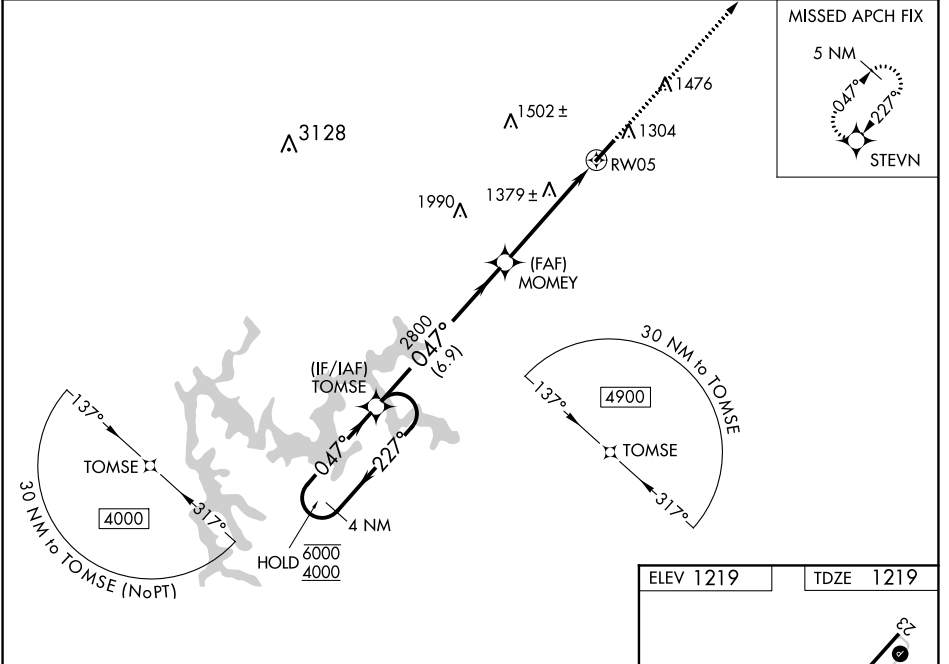 MISSED APCH FIX
5 NM
047°
227°
STEVN
1476
1502 ±
1304
3128
RW05
1379 ±
1990
(FAF)
MOMEY
2800
047°
(6.9)
(IF/IAF)
TOMSE
30 NM to TOMSE
137°
4900
TOMSE
317°
137°
TOMSE
317°
4000
30 NM to TOMSE (NoPT)
047°
227°
4 NM
HOLD
6000
4000
ELEV 1219
TDZE 1219
23
P